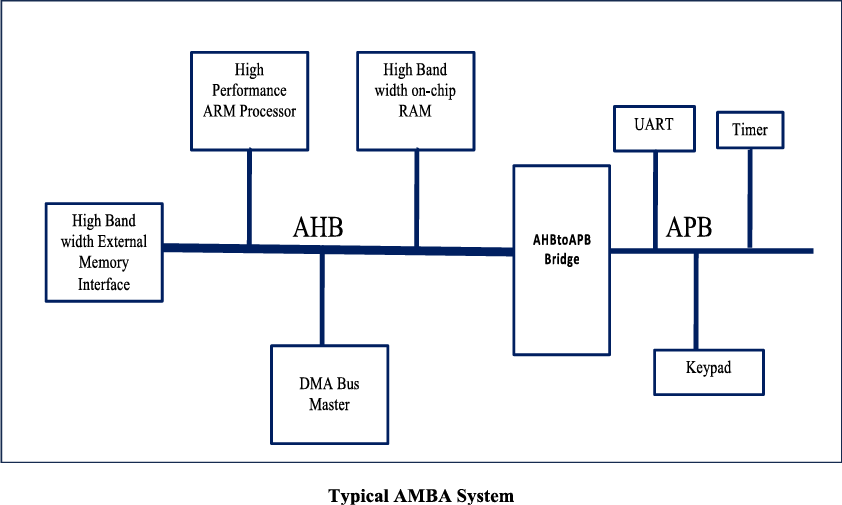 High
Performance
ARM Processor
High Band
width on-chip
RAM
UART
Timer
High Band
width External
Memory
Interface
AHB
AHBtoAPB
Bridge
APB
DMA Bus
Master
Keypad
Typical AMBA System